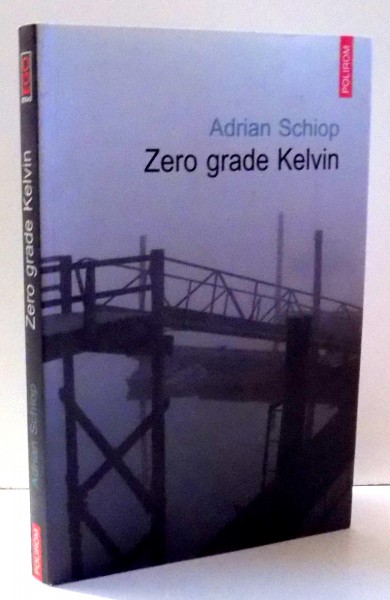 POLIROM
Adrian Schiop
Zero grade Kelvin
Zero grade Kelvin
Adrian Schiop
POLIROM